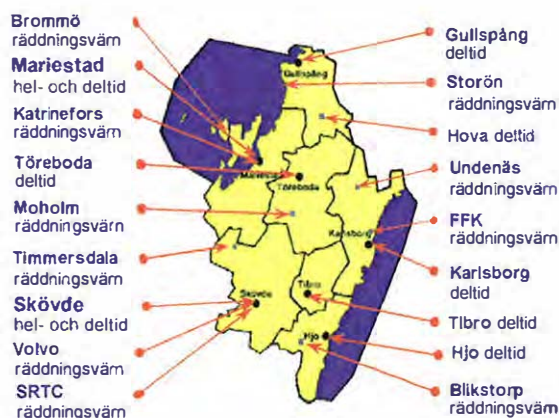 Brommö
räddningsvärn
Mariestad
hel- och deltid
Katrinefors
räddningsvärn
Töreboda
deltid
Moholm
räddningsvärn
Timmersdala
räddningsvärn
Skövde
hel- och deltid
Volvo
räddningsvärn
SRTC
räddningsvärn
Gullspång
Mariestad
Töreboda
Karlsborg
Tibro
Skövde
Hjo
Gullspång
deltid
Storön
räddningsvärn
Hova deltid
Undenäs
räddningsvärn
FFK
räddningsvärn
Karlsborg
deltid
Tibro deltid
Hjo deltid
Blikstorp
räddningsvärn